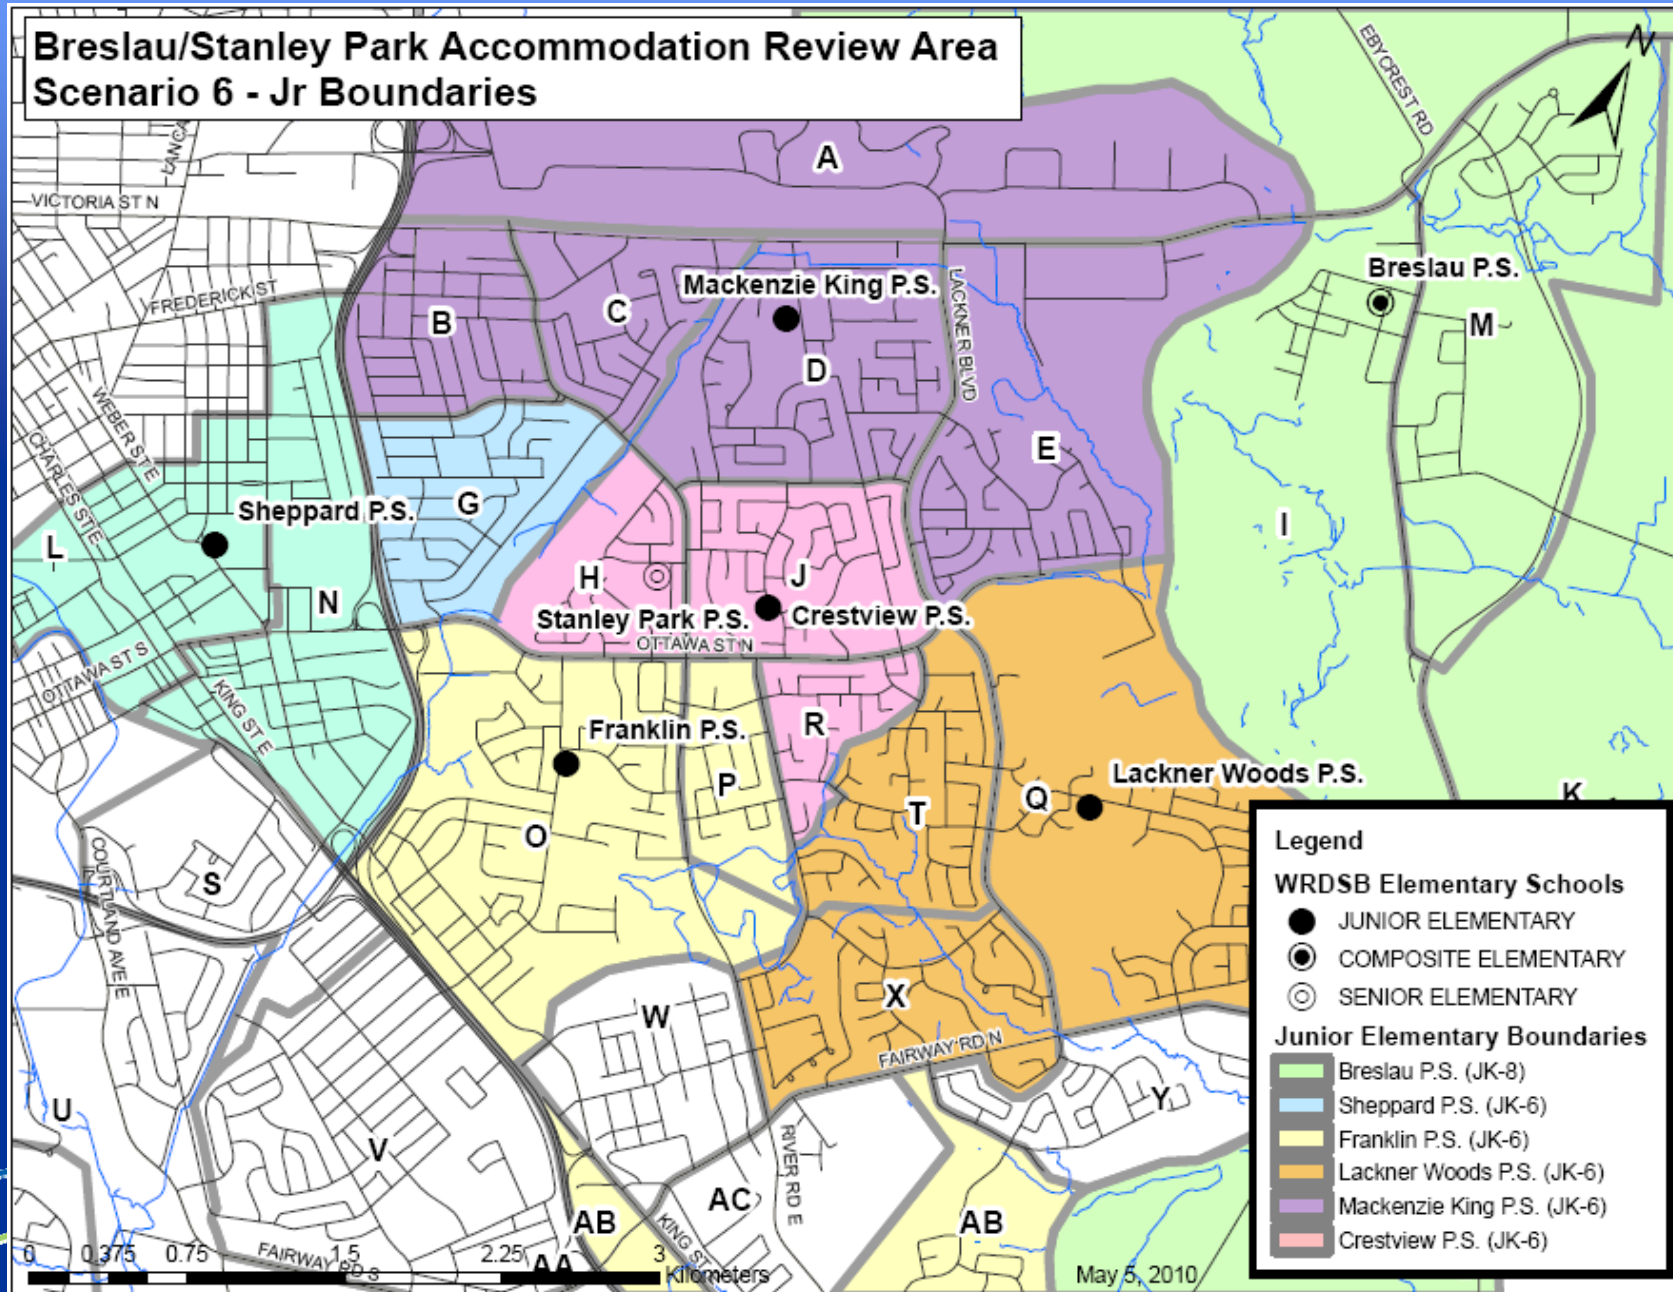 Breslau/Stanley Park Accommodation Review Area
Scenario 6 - Jr Boundaries
EBYCREST RD
N
LANCA
A
VICTORIA ST N
FREDERICK ST
Breslau P.S.
Mackenzie King P.S.
LACKNER BLVD
B
C
M
D
WEBER ST E
CHARLES ST E
E
G
Sheppard P.S.
I
L
H
J
N
Stanley Park P.S.
Crestview P.S.
OTTAWA ST N
OTTAWA ST S
KING ST E
Franklin P.S.
R
P
Lackner Woods P.S.
Q
T
K
O
COURTLAND AVE E
S
X
W
FAIRWAY RD N
Y
U
V
RIVER RD E
AC
AB
AB
KING ST
AA
FAIRWAY RD S
0 0.375 0.75 1.5 2.25 3
Kilometers
May 5, 2010
Legend
WRDSB Elementary Schools
JUNIOR ELEMENTARY
COMPOSITE ELEMENTARY
SENIOR ELEMENTARY
Junior Elementary Boundaries
Breslau P.S. (JK-8)
Sheppard P.S. (JK-6)
Franklin P.S. (JK-6)
Lackner Woods P.S. (JK-6)
Mackenzie King P.S. (JK-6)
Crestview P.S. (JK-6)